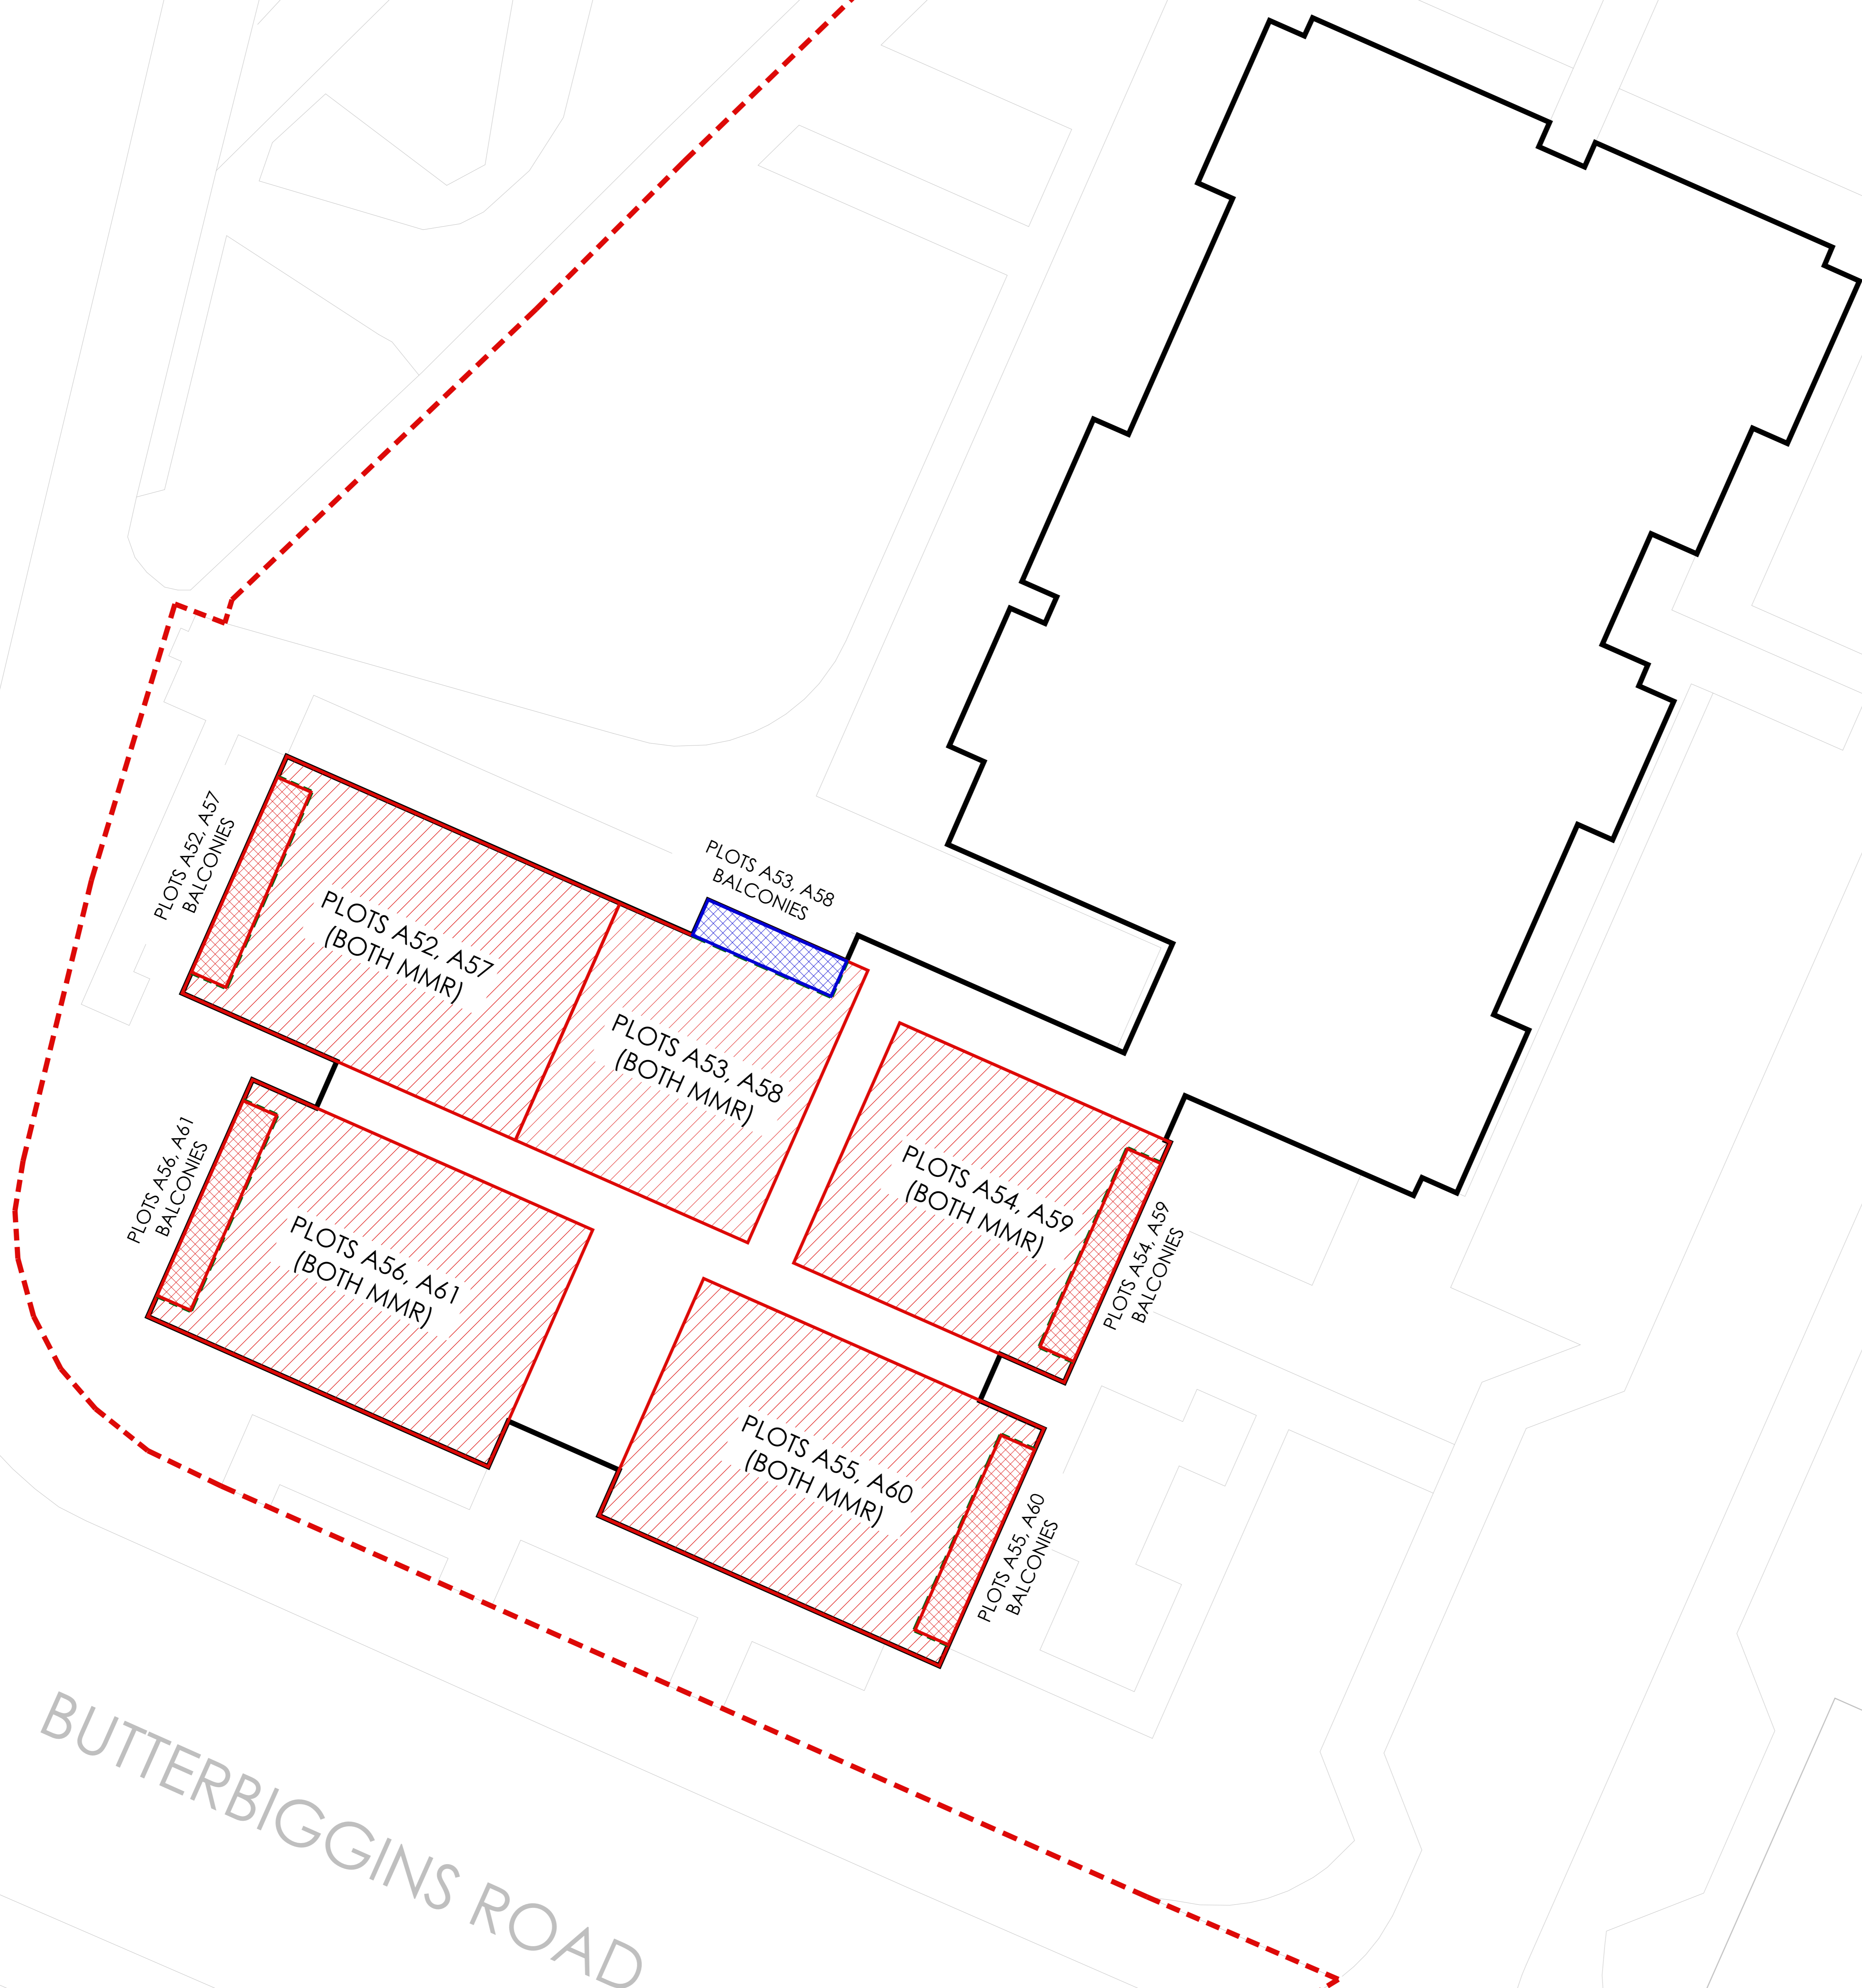 PLOTS A52, A57
BALCONIES
PLOTS A53, A58
BALCONIES
PLOTS A52, A57
(BOTH MMR)
PLOTS A53, A58
(BOTH MMR)
PLOTS A54, A59
(BOTH MMR)
PLOTS A54, A59
BALCONIES
PLOTS A56, A61
BALCONIES
PLOTS A56, A61
(BOTH MMR)
PLOTS A55, A60
(BOTH MMR)
PLOTS A55, A60
BALCONIES
BUTTERBIGGINS ROAD